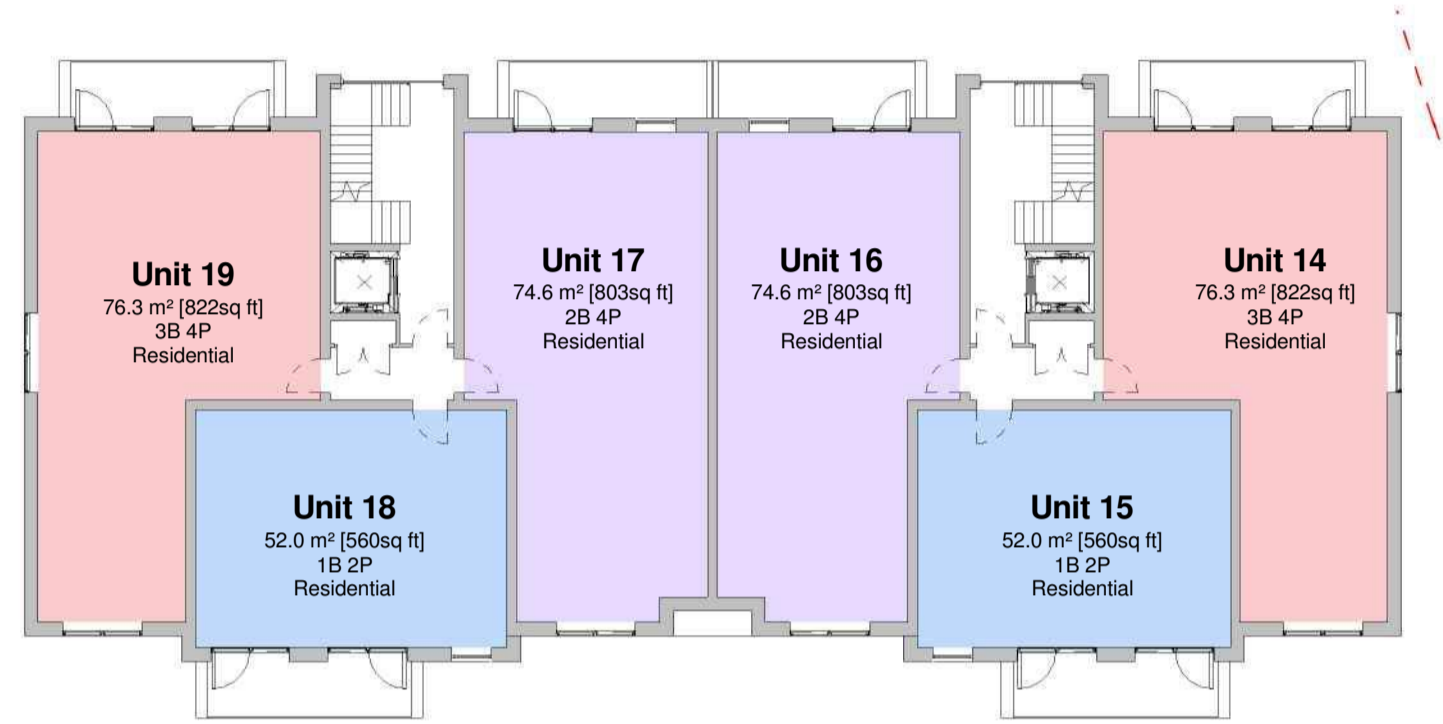 Unit 19
76.3 m² [822sq ft]
3B 4P
Residential
Unit 17
74.6 m² [803sq ft]
2B 4P
Residential
Unit 16
74.6 m² [803sq ft]
2B 4P
Residential
Unit 14
76.3 m² [822sq ft]
3B 4P
Residential
Unit 18
52.0 m² [560sq ft]
1B 2P
Residential
Unit 15
52.0 m² [560sq ft]
1B 2P
Residential